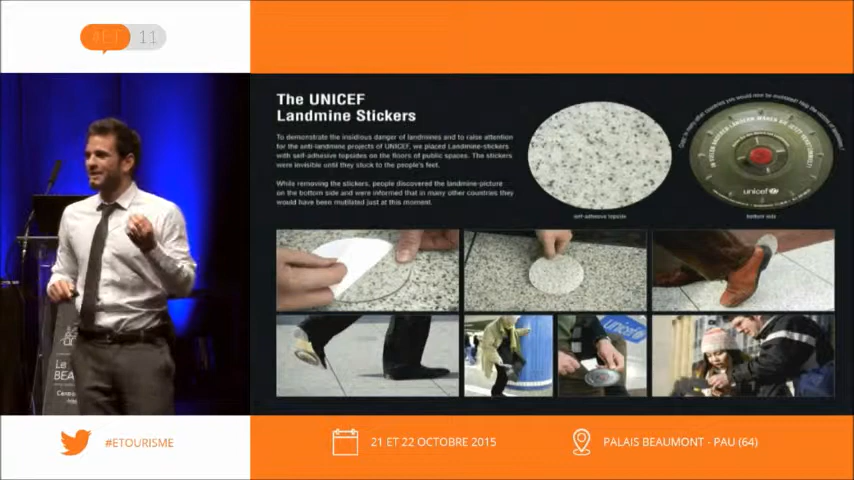 #ET 11
The UNICEF
Landmine Stickers
To demonstrate the insidious danger of landmines and to raise attention
for the anti-landmine projects of UNICEF, we placed Landmine-stickers
with self-adhesive topsides on the floors of public spaces. The stickers
were invisible until they stuck to the people's feet.
While removing the stickers, people discovered the landmine-picture
on the bottom side and were informed that in many other countries they
would have been mutilated just at this moment.
unicef
self-adhesive topside
bottom side
unicef
Le
BEA
Centr
#ETOURISME
21 ET 22 OCTOBRE 2015
PALAIS BEAUMONT - PAU (64)